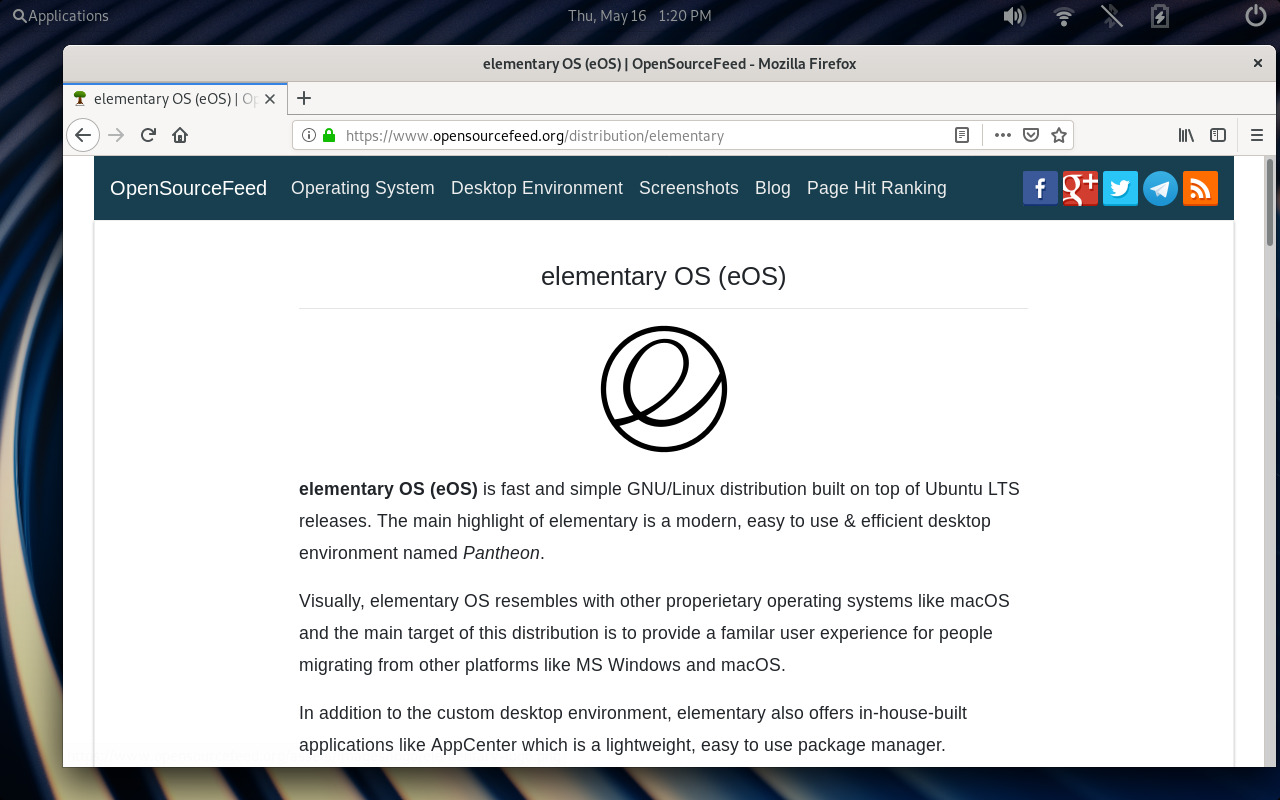 Applications
Thu, May 16 1:20 PM
elementary OS (eOS) | OpenSourceFeed - Mozilla Firefox
elementary OS (eOS) | Op
https://www.opensourcefeed.org/distribution/elementary
OpenSourceFeed Operating System Desktop Environment Screenshots Blog Page Hit Ranking
elementary OS (eOS)
elementary OS (eOS) is fast and simple GNU/Linux distribution built on top of Ubuntu LTS
releases. The main highlight of elementary is a modern, easy to use & efficient desktop
environment named Pantheon.
Visually, elementary OS resembles with other properietary operating systems like macOS
and the main target of this distribution is to provide a familar user experience for people
migrating from other platforms like MS Windows and macOS.
In addition to the custom desktop environment, elementary also offers in-house-built
applications like AppCenter which is a lightweight, easy to use package manager.